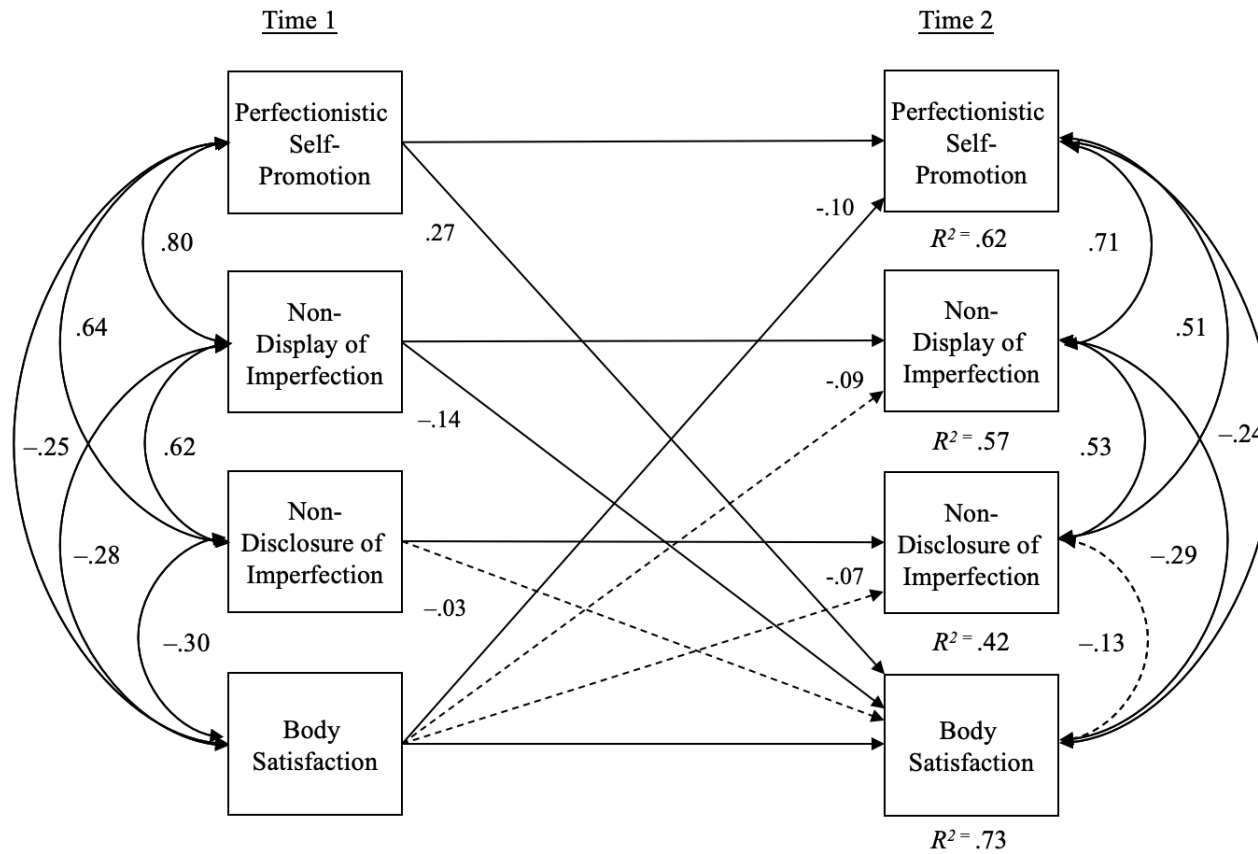 Time 1
Time 2
Perfectionistic
Self-
Promotion
Perfectionistic
Self-
Promotion
.27
-.10
R² = .62
.80
.71
Non-
Display of
Imperfection
Non-
Display of
Imperfection
.64
.51
-.09
–.14
R² = .57
–.25
.62
.53
–.24
Non-
Disclosure of
Imperfection
Non-
Disclosure of
Imperfection
–.28
–.29
-.07
–.03
R² = .42
–.30
–.13
Body
Satisfaction
Body
Satisfaction
R² = .73